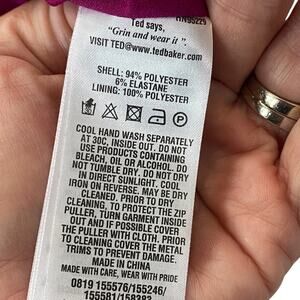 HN95229
Ted says,
"Grin and wear it".
VISIT TED@WWW.tedbaker.com
SHELL: 94% POLYESTER
6% ELASTANE
LINING: 100% POLYESTER
COOL HAND WASH SEPARATELY
AT 30C, INSIDE OUT. DO NOT
USE PRODUCTS CONTAINING
BLEACH, OIL OR ALCOHOL. DO
NOT TUMBLE DRY. DO NOT DRY
IN DIRECT SUNLIGHT. COOL
IRON ON REVERSE. MAY BE DRY
CLEANED, PRIOR TO DRY
CLEANING, TO PROTECT THE ZIP
PULLER, TURN GARMENT INSIDE
OUT AND IF POSSIBLE COVER
THE PULLER WITH CLOTH, PRIOR
TO CLEANING COVER THE METAL
TRIMS TO PREVENT DAMAGE
MADE IN CHINA
MADE WITH CARE, WEAR WITH PRIDE
0819 155576/155246/
155581/158383